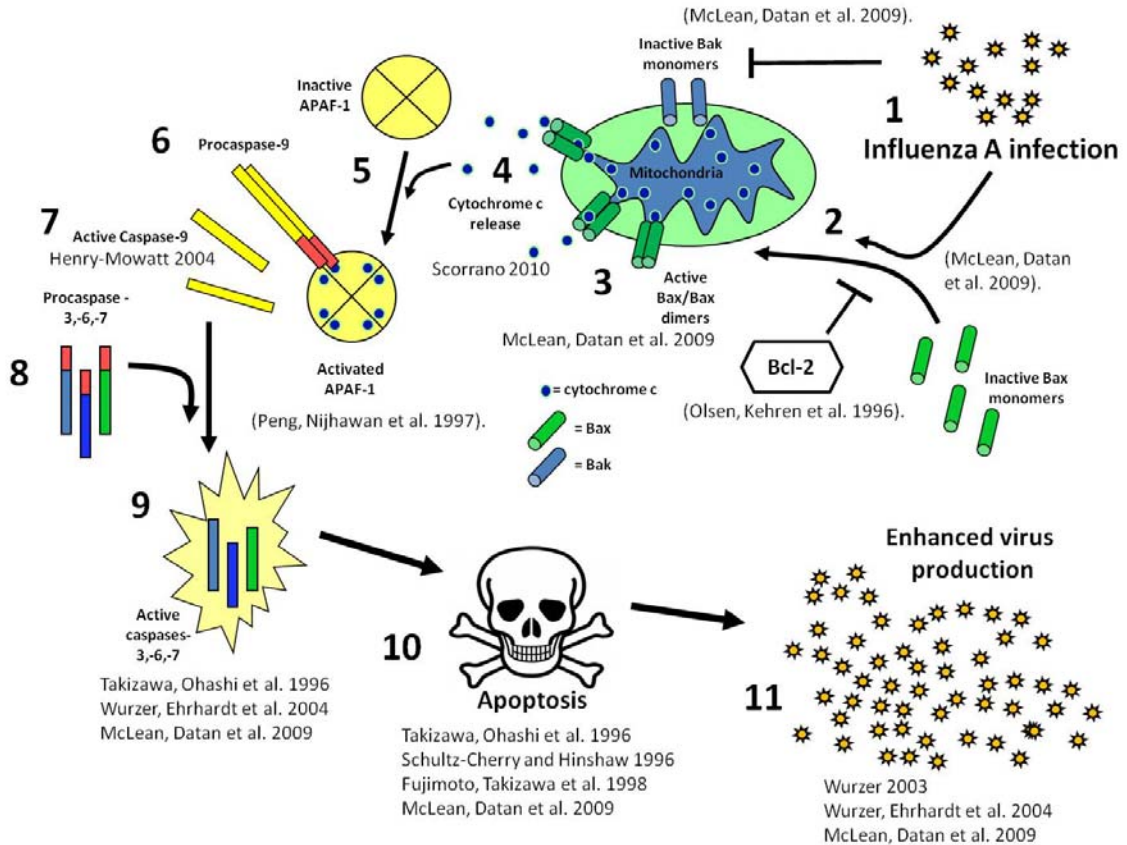 (McLean, Datan et al. 2009).
Inactive Bak
monomers
1
Influenza A infection
Inactive
APAF-1
6
Procaspase-9
5
4
Mitochondria
Cytochrome c
release
2
(McLean, Datan
et al. 2009).
7
Active Caspase-9
Henry-Mowatt 2004
Scorrano 2010
3
Active
Bax/Bax
dimers
McLean, Datan et al. 2009
Procaspase -
3,-6,-7
8
Activated
APAF-1
(Peng, Nijhawan et al. 1997).
Bcl-2
(Olsen, Kehren et al. 1996).
Inactive Bax
monomers
= cytochrome c
= Bax
= Bak
9
Active
caspases-
3,-6,-7
Takizawa, Ohashi et al. 1996
Wurzer, Ehrhardt et al. 2004
McLean, Datan et al. 2009
10
Apoptosis
Takizawa, Ohashi et al. 1996
Schultz-Cherry and Hinshaw 1996
Fujimoto, Takizawa et al. 1998
McLean, Datan et al. 2009
Enhanced virus
production
11
Wurzer 2003
Wurzer, Ehrhardt et al. 2004
McLean, Datan et al. 2009